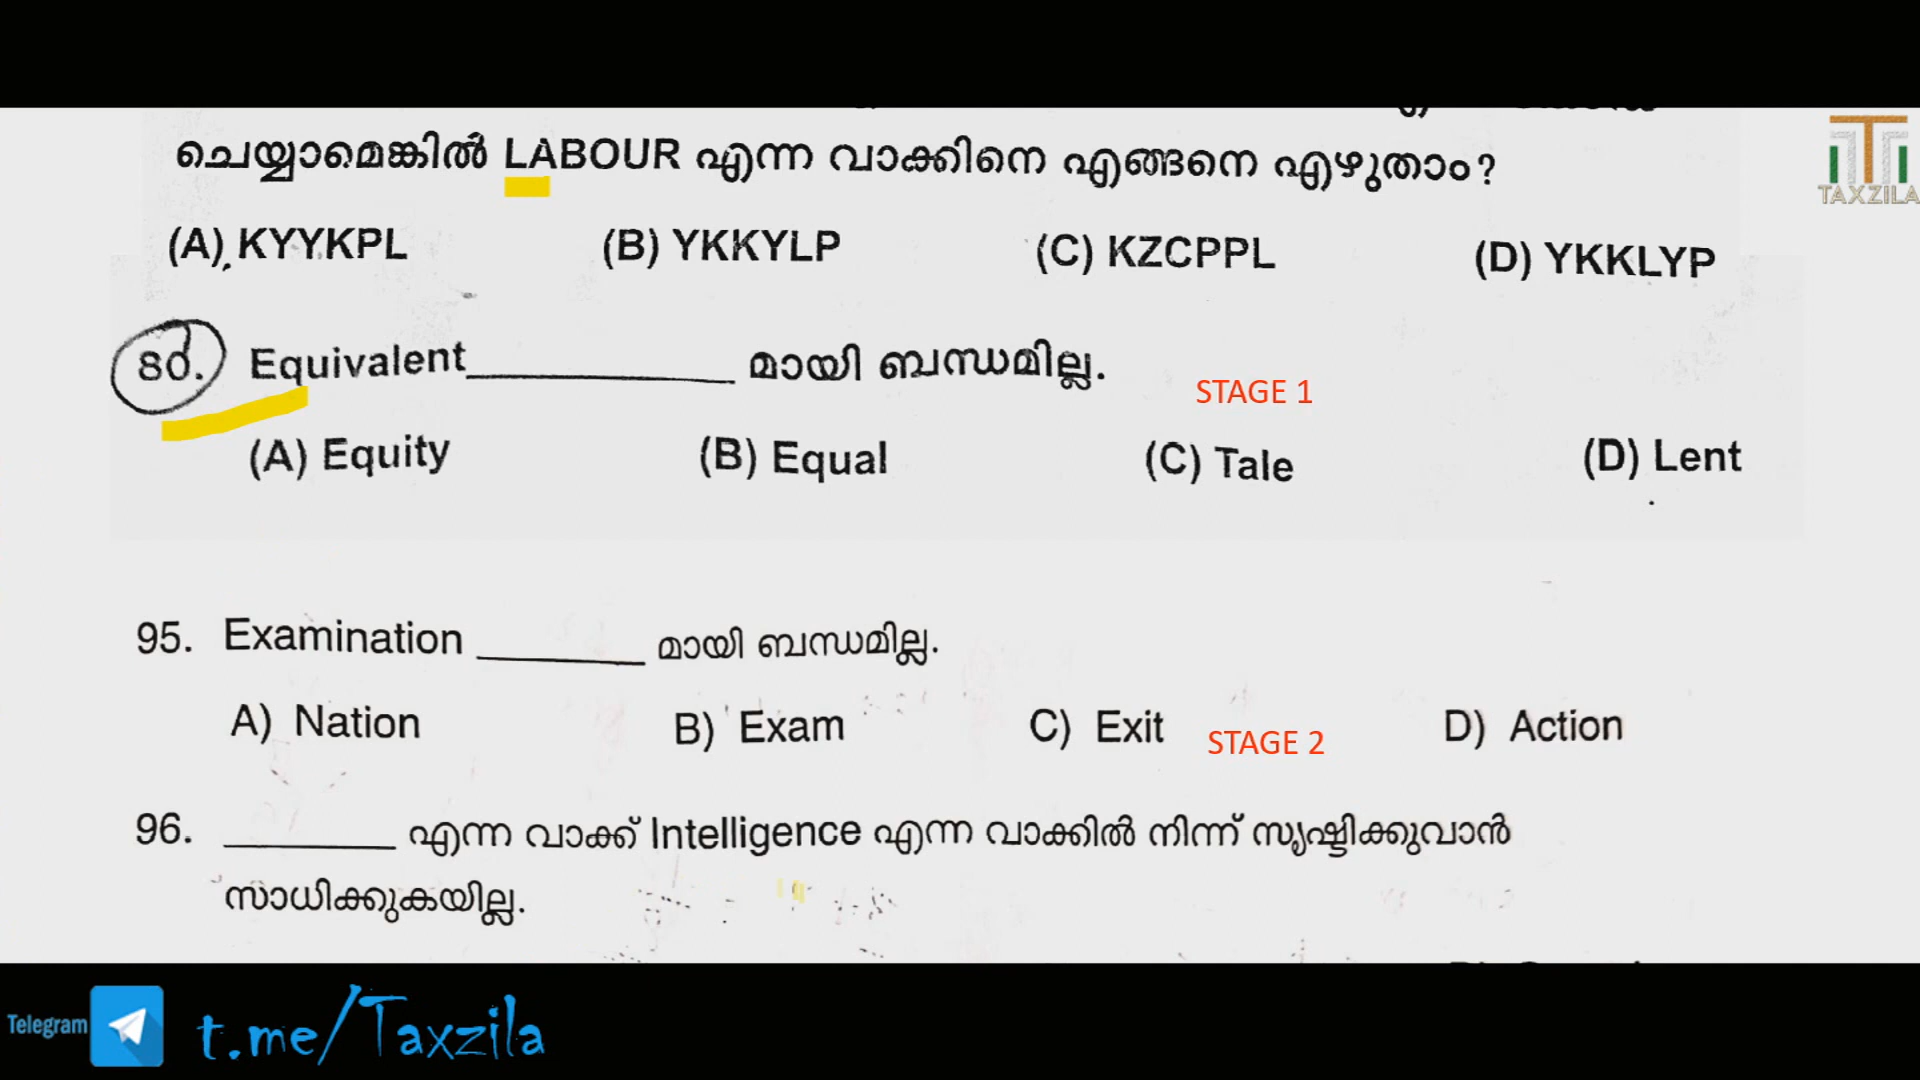 ചെയ്യാമെങ്കിൽ LABOUR എന്ന വാക്കിനെ എങ്ങനെ എഴുതാം?
(A) KYYKPL (B) YKKYLP (C) KZCPPL (D) YKKLYP
TAXZILA
80. Equivalent__________ മായി ബന്ധമില്ല.
STAGE 1
(A) Equity (B) Equal (C) Tale (D) Lent
95. Examination ________ മായി ബന്ധമില്ല.
A) Nation B) Exam C) Exit D) Action
STAGE 2
96. ________ എന്ന വാക്ക് Intelligence എന്ന വാക്കിൽ നിന്ന് സൃഷ്ടിക്കുവാൻ
സാധിക്കുകയില്ല.
Telegram t.me/Taxzila